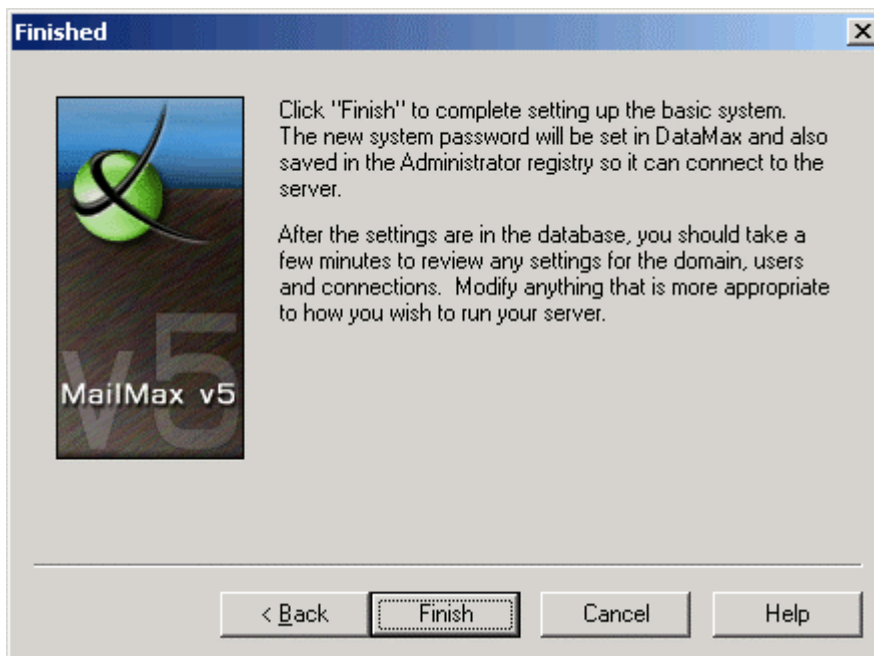 Finished
Click "Finish" to complete setting up the basic system.
The new system password will be set in DataMax and also
saved in the Administrator registry so it can connect to the
server.
After the settings are in the database, you should take a
few minutes to review any settings for the domain, users
and connections.  Modify anything that is more appropriate
to how you wish to run your server.
v5
MailMax v5
< Back
Finish
Cancel
Help